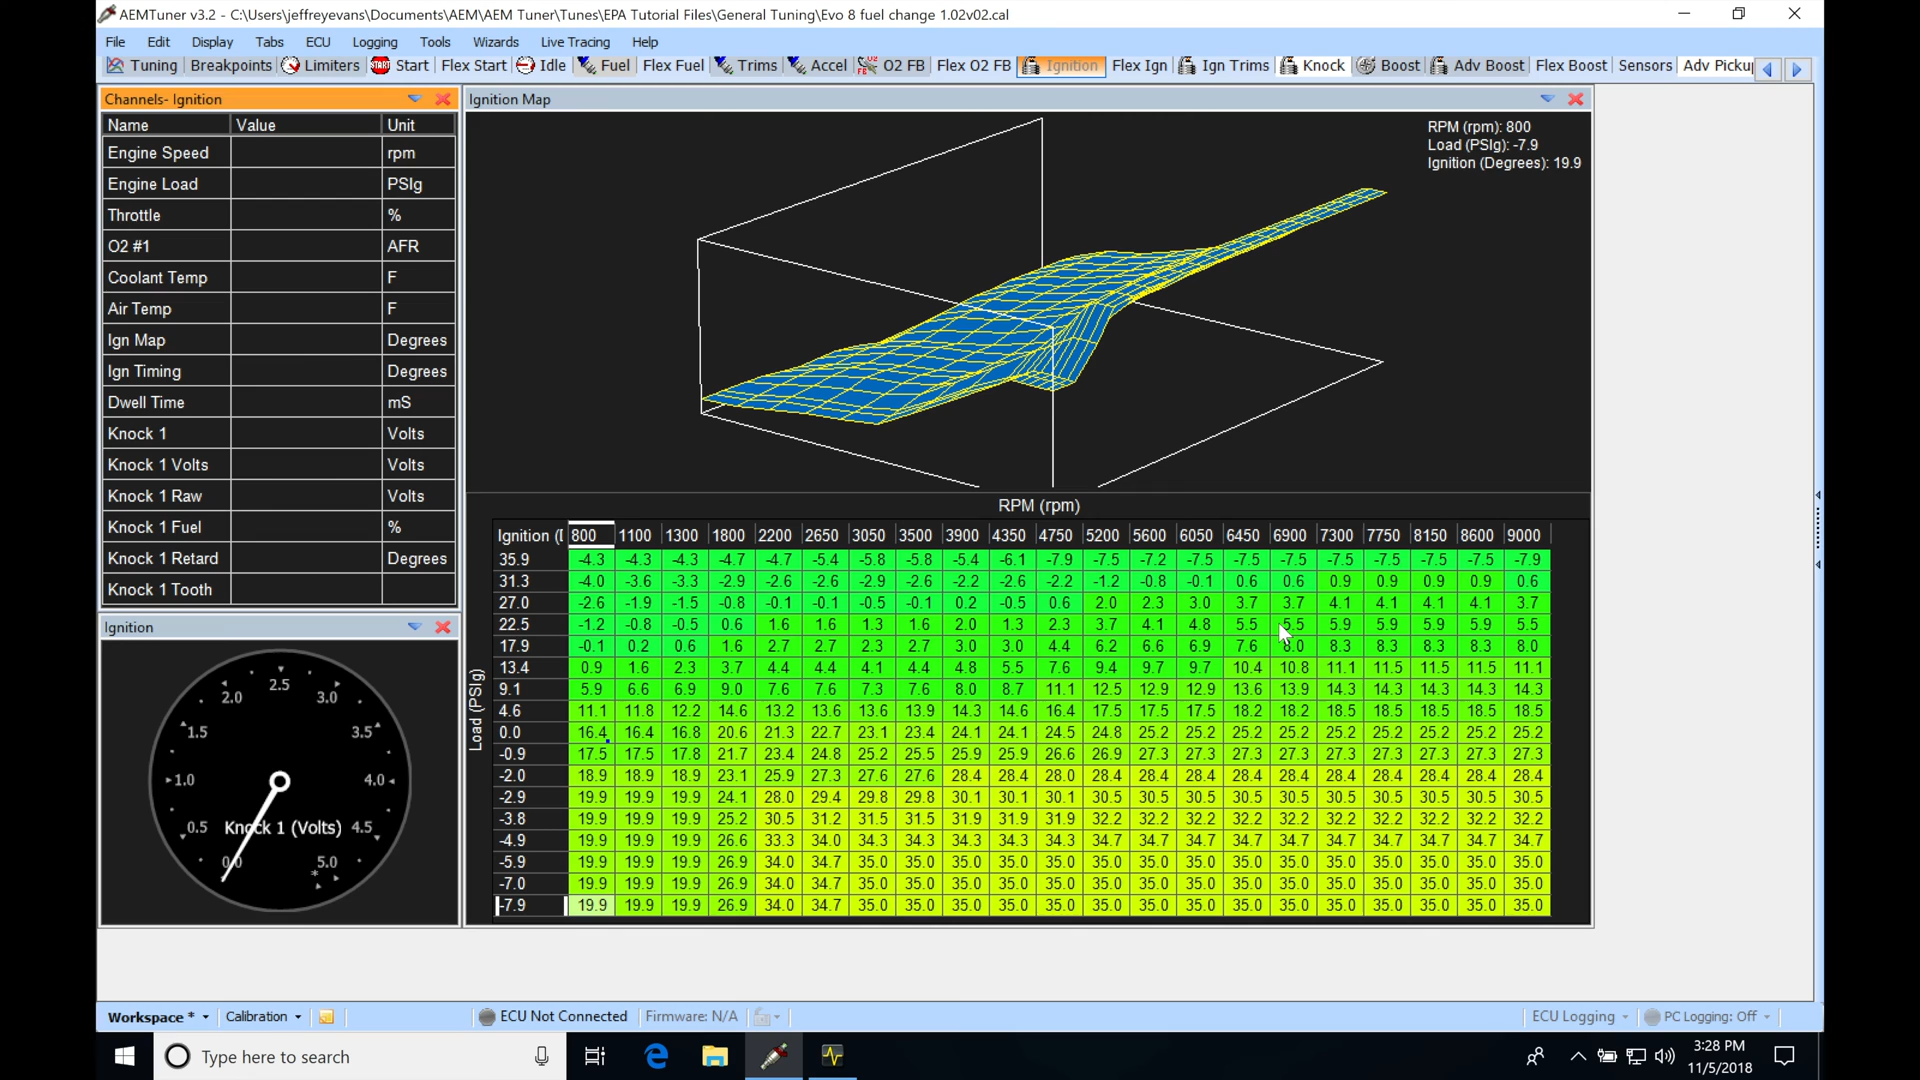 AEMTuner v3.2 - C:\Users\jeffreyevans\Documents\AEM\AEM Tuner\Tunes\EPA Tutorial Files\General Tuning\Evo 8 fuel change 1.02v02.cal
File Edit Display Tabs ECU Logging Tools Wizards Live Tracing Help
Tuning Breakpoints Limiters Start Flex Start Idle Fuel Flex Fuel Trims Accel O2 FB Flex O2 FB Ignition Flex Ign Ign Trims Knock Boost Adv Boost Flex Boost Sensors Adv Pickup
Channels- Ignition
Name Value Unit
Engine Speed rpm
Engine Load PSIg
Throttle %
O2 #1 AFR
Coolant Temp F
Air Temp F
Ign Map Degrees
Ign Timing Degrees
Dwell Time mS
Knock 1 Volts
Knock 1 Volts Volts
Knock 1 Raw Volts
Knock 1 Fuel %
Knock 1 Retard Degrees
Knock 1 Tooth
Ignition
0.0 0.5 1.0 1.5 2.0 2.5 3.0 3.5 4.0 4.5 5.0
Knock 1 (Volts)
*
Ignition Map
RPM (rpm): 800
Load (PSIg): -7.9
Ignition (Degrees): 19.9
RPM (rpm)
Load (PSIg)
Ignition (D 800 1100 1300 1800 2200 2650 3050 3500 3900 4350 4750 5200 5600 6050 6450 6900 7300 7750 8150 8600 9000
35.9 -4.3 -4.3 -4.3 -4.7 -4.7 -5.4 -5.8 -5.8 -5.4 -6.1 -7.9 -7.5 -7.2 -7.5 -7.5 -7.5 -7.5 -7.5 -7.5 -7.5 -7.9
31.3 -4.0 -3.6 -3.3 -2.9 -2.6 -2.6 -2.9 -2.6 -2.2 -2.6 -2.2 -1.2 -0.8 -0.1 0.6 0.6 0.9 0.9 0.9 0.9 0.6
27.0 -2.6 -1.9 -1.5 -0.8 -0.1 -0.1 -0.5 -0.1 0.2 -0.5 0.6 2.0 2.3 3.0 3.7 3.7 4.1 4.1 4.1 4.1 3.7
22.5 -1.2 -0.8 -0.5 0.6 1.6 1.6 1.3 1.6 2.0 1.3 2.3 3.7 4.1 4.8 5.5 5.5 5.9 5.9 5.9 5.9 5.5
17.9 -0.1 0.2 0.6 1.6 2.7 2.7 2.3 2.7 3.0 3.0 4.4 6.2 6.6 6.9 7.6 8.0 8.3 8.3 8.3 8.3 8.0
13.4 0.9 1.6 2.3 3.7 4.4 4.4 4.1 4.4 4.8 5.5 7.6 9.4 9.7 9.7 10.4 10.8 11.1 11.5 11.5 11.5 11.1
9.1 5.9 6.6 6.9 9.0 7.6 7.6 7.3 7.6 8.0 8.7 11.1 12.5 12.9 12.9 13.6 13.9 14.3 14.3 14.3 14.3 14.3
4.6 11.1 11.8 12.2 14.6 13.2 13.6 13.6 13.9 14.3 14.6 16.4 17.5 17.5 17.5 18.2 18.2 18.5 18.5 18.5 18.5 18.5
0.0 16.4 16.4 16.8 20.6 21.3 22.7 23.1 23.4 24.1 24.1 24.5 24.8 25.2 25.2 25.2 25.2 25.2 25.2 25.2 25.2 25.2
-0.9 17.5 17.5 17.8 21.7 23.4 24.8 25.2 25.5 25.9 25.9 26.6 26.9 27.3 27.3 27.3 27.3 27.3 27.3 27.3 27.3 27.3
-2.0 18.9 18.9 18.9 23.1 25.9 27.3 27.6 27.6 28.4 28.4 28.0 28.4 28.4 28.4 28.4 28.4 28.4 28.4 28.4 28.4 28.4
-2.9 19.9 19.9 19.9 24.1 28.0 29.4 29.8 29.8 30.1 30.1 30.1 30.5 30.5 30.5 30.5 30.5 30.5 30.5 30.5 30.5 30.5
-3.8 19.9 19.9 19.9 25.2 30.5 31.2 31.5 31.5 31.9 31.9 31.9 32.2 32.2 32.2 32.2 32.2 32.2 32.2 32.2 32.2 32.2
-4.9 19.9 19.9 19.9 26.6 33.3 34.0 34.3 34.3 34.3 34.3 34.7 34.7 34.7 34.7 34.7 34.7 34.7 34.7 34.7 34.7 34.7
-5.9 19.9 19.9 19.9 26.9 34.0 34.7 35.0 35.0 35.0 35.0 35.0 35.0 35.0 35.0 35.0 35.0 35.0 35.0 35.0 35.0 35.0
-7.0 19.9 19.9 19.9 26.9 34.0 34.7 35.0 35.0 35.0 35.0 35.0 35.0 35.0 35.0 35.0 35.0 35.0 35.0 35.0 35.0 35.0
-7.9 19.9 19.9 19.9 26.9 34.0 34.7 35.0 35.0 35.0 35.0 35.0 35.0 35.0 35.0 35.0 35.0 35.0 35.0 35.0 35.0 35.0
Workspace * Calibration ECU Not Connected Firmware: N/A ECU Logging PC Logging: Off
Type here to search
3:28 PM
11/5/2018